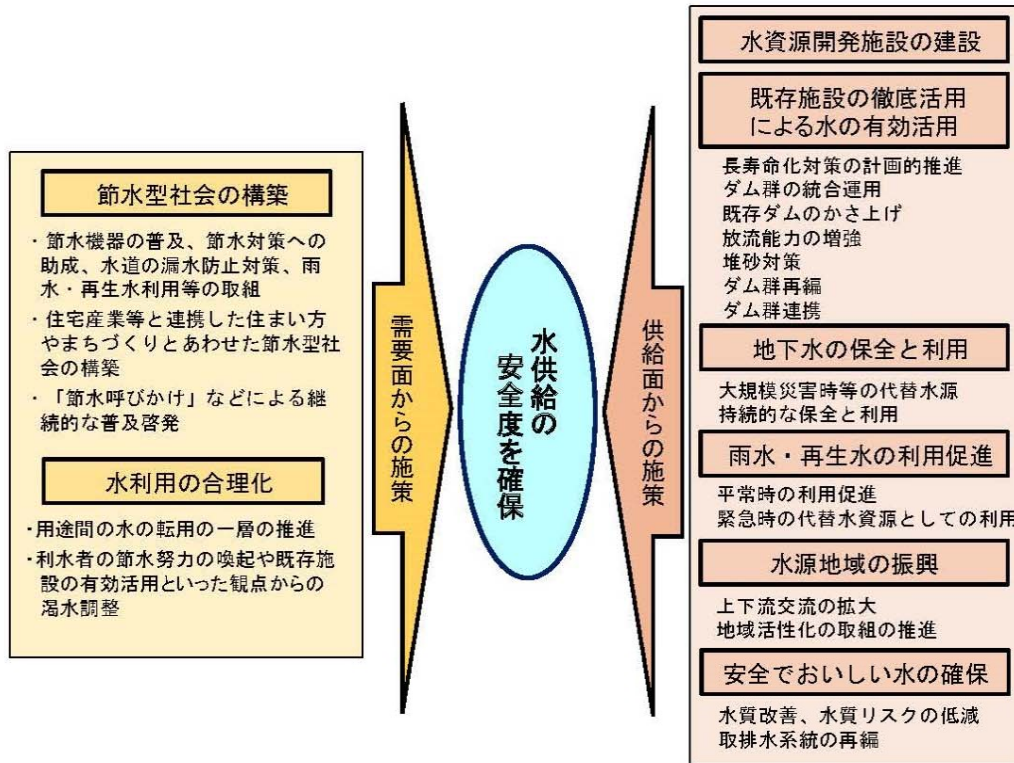 節水型社会の構築
・節水機器の普及、節水対策への
助成、水道の漏水防止対策、雨
水・再生水利用等の取組
・住宅産業等と連携した住まい方
やまちづくりとあわせた節水型社
会の構築
・「節水呼びかけ」などによる継
続的な普及啓発
水利用の合理化
・用途間の水の転用の一層の推進
・利水者の節水努力の喚起や既存施
設の有効活用といった観点からの
渇水調整
需要面からの施策
水供給の
安全度を確保
供給面からの施策
水資源開発施設の建設
既存施設の徹底活用
による水の有効活用
長寿命化対策の計画的推進
ダム群の統合運用
既存ダムのかさ上げ
放流能力の増強
堆砂対策
ダム群再編
ダム群連携
地下水の保全と利用
大規模災害時等の代替水源
持続的な保全と利用
雨水・再生水の利用促進
平常時の利用促進
緊急時の代替水資源としての利用
水源地域の振興
上下流交流の拡大
地域活性化の取組の推進
安全でおいしい水の確保
水質改善、水質リスクの低減
取排水系統の再編